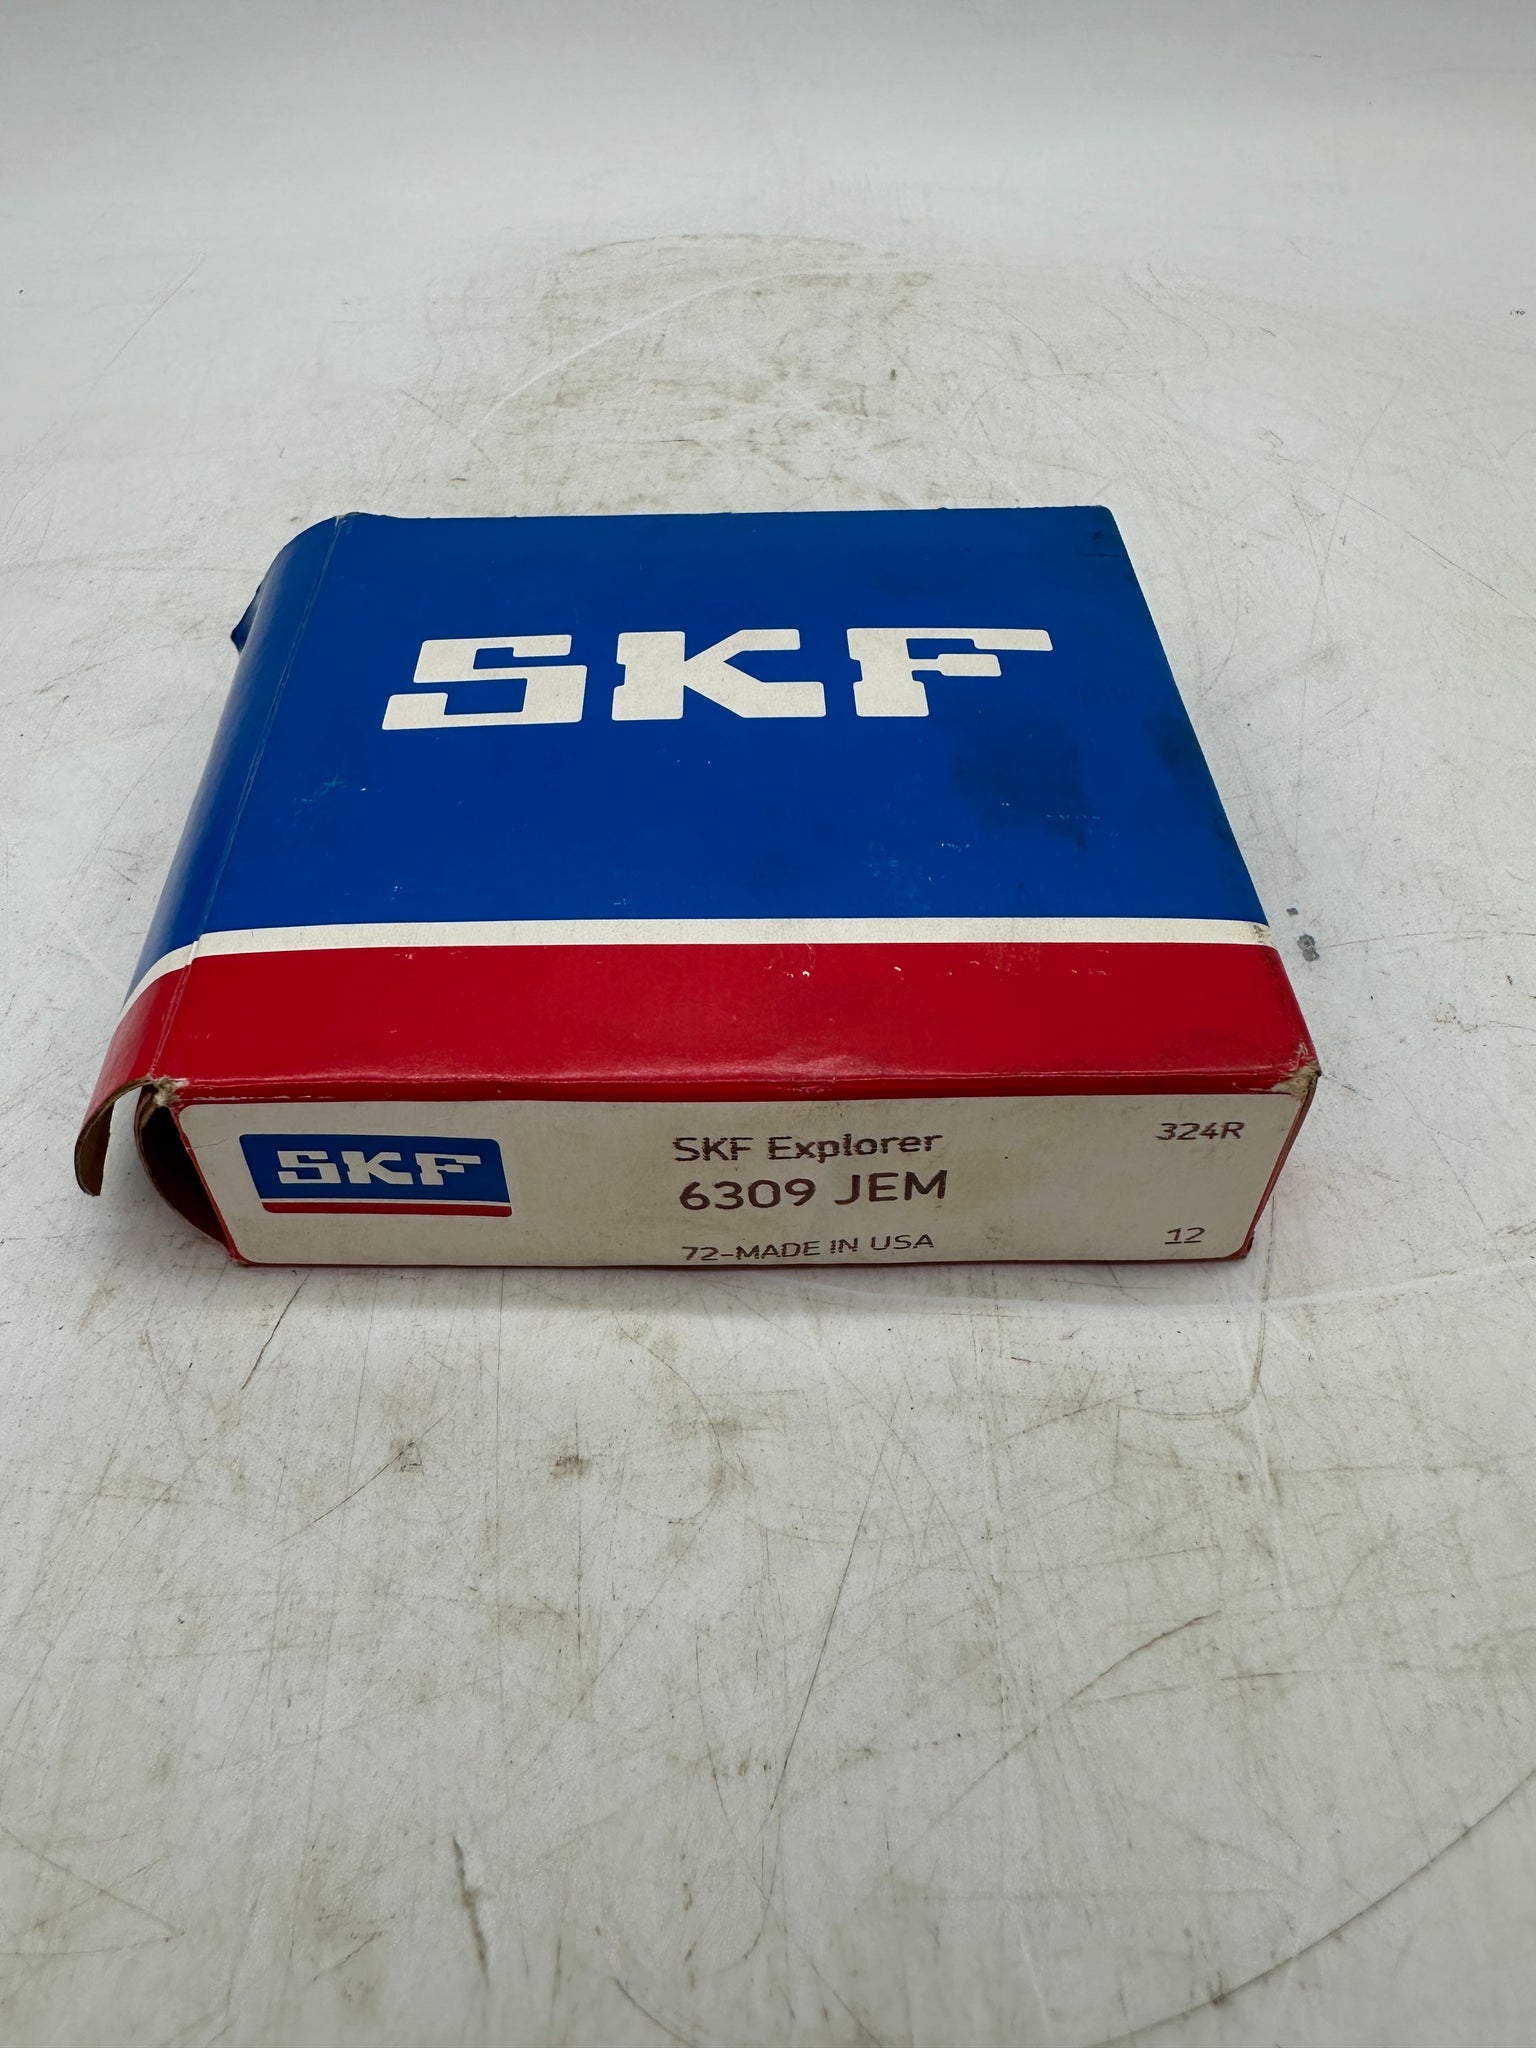 SKF
SKF
SKF Explorer
324R
6309 JEM
72-MADE IN USA
12